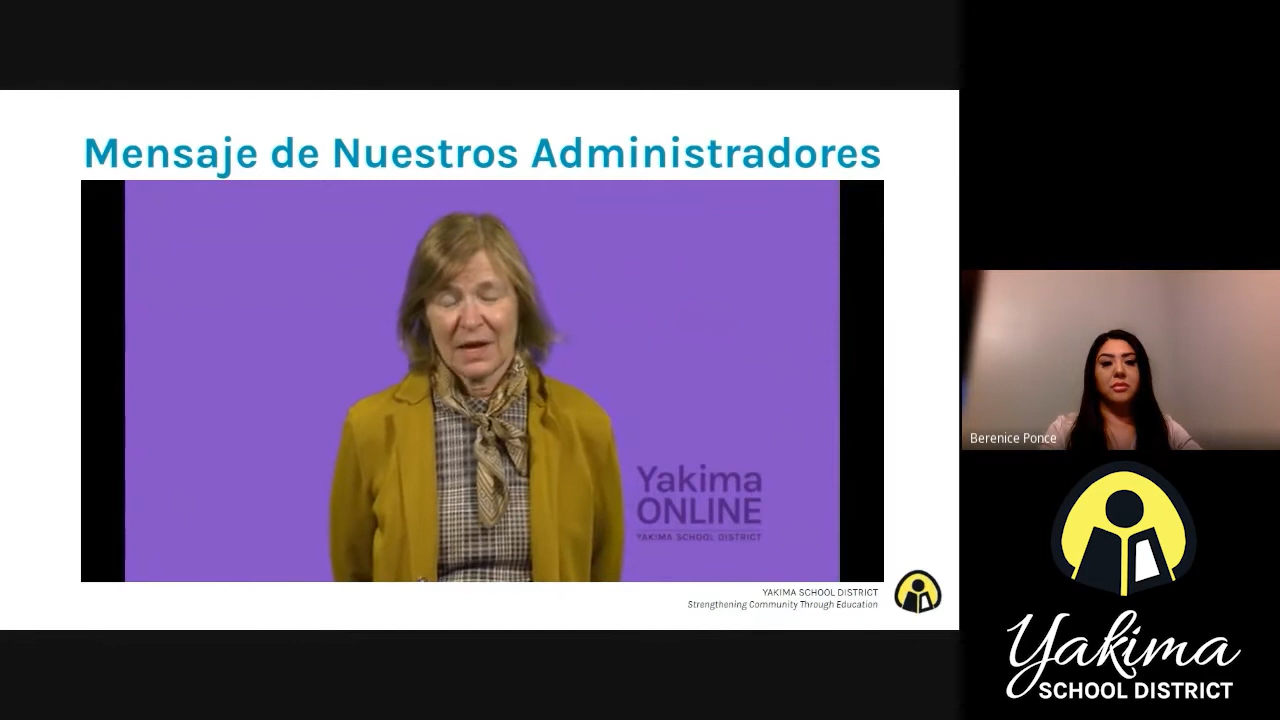 Mensaje de Nuestros Administradores
Yakima
ONLINE
YAKIMA SCHOOL DISTRICT
YAKIMA SCHOOL DISTRICT
Strengthening Community Through Education
Berenice Ponce
Yakima
SCHOOL DISTRICT